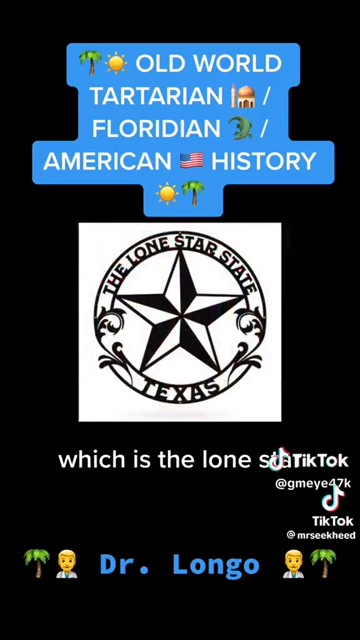 🌴☀️ OLD WORLD
TARTARIAN 🕌 /
FLORIDIAN 🐊 /
AMERICAN 🇺🇸 HISTORY
☀️🌴
THE LONE STAR STATE
TEXAS
which is the lone
TikTok
@gmeye47k
TikTok
@mrseekheed
🌴👨‍⚕️ Dr. Longo 👨‍⚕️🌴